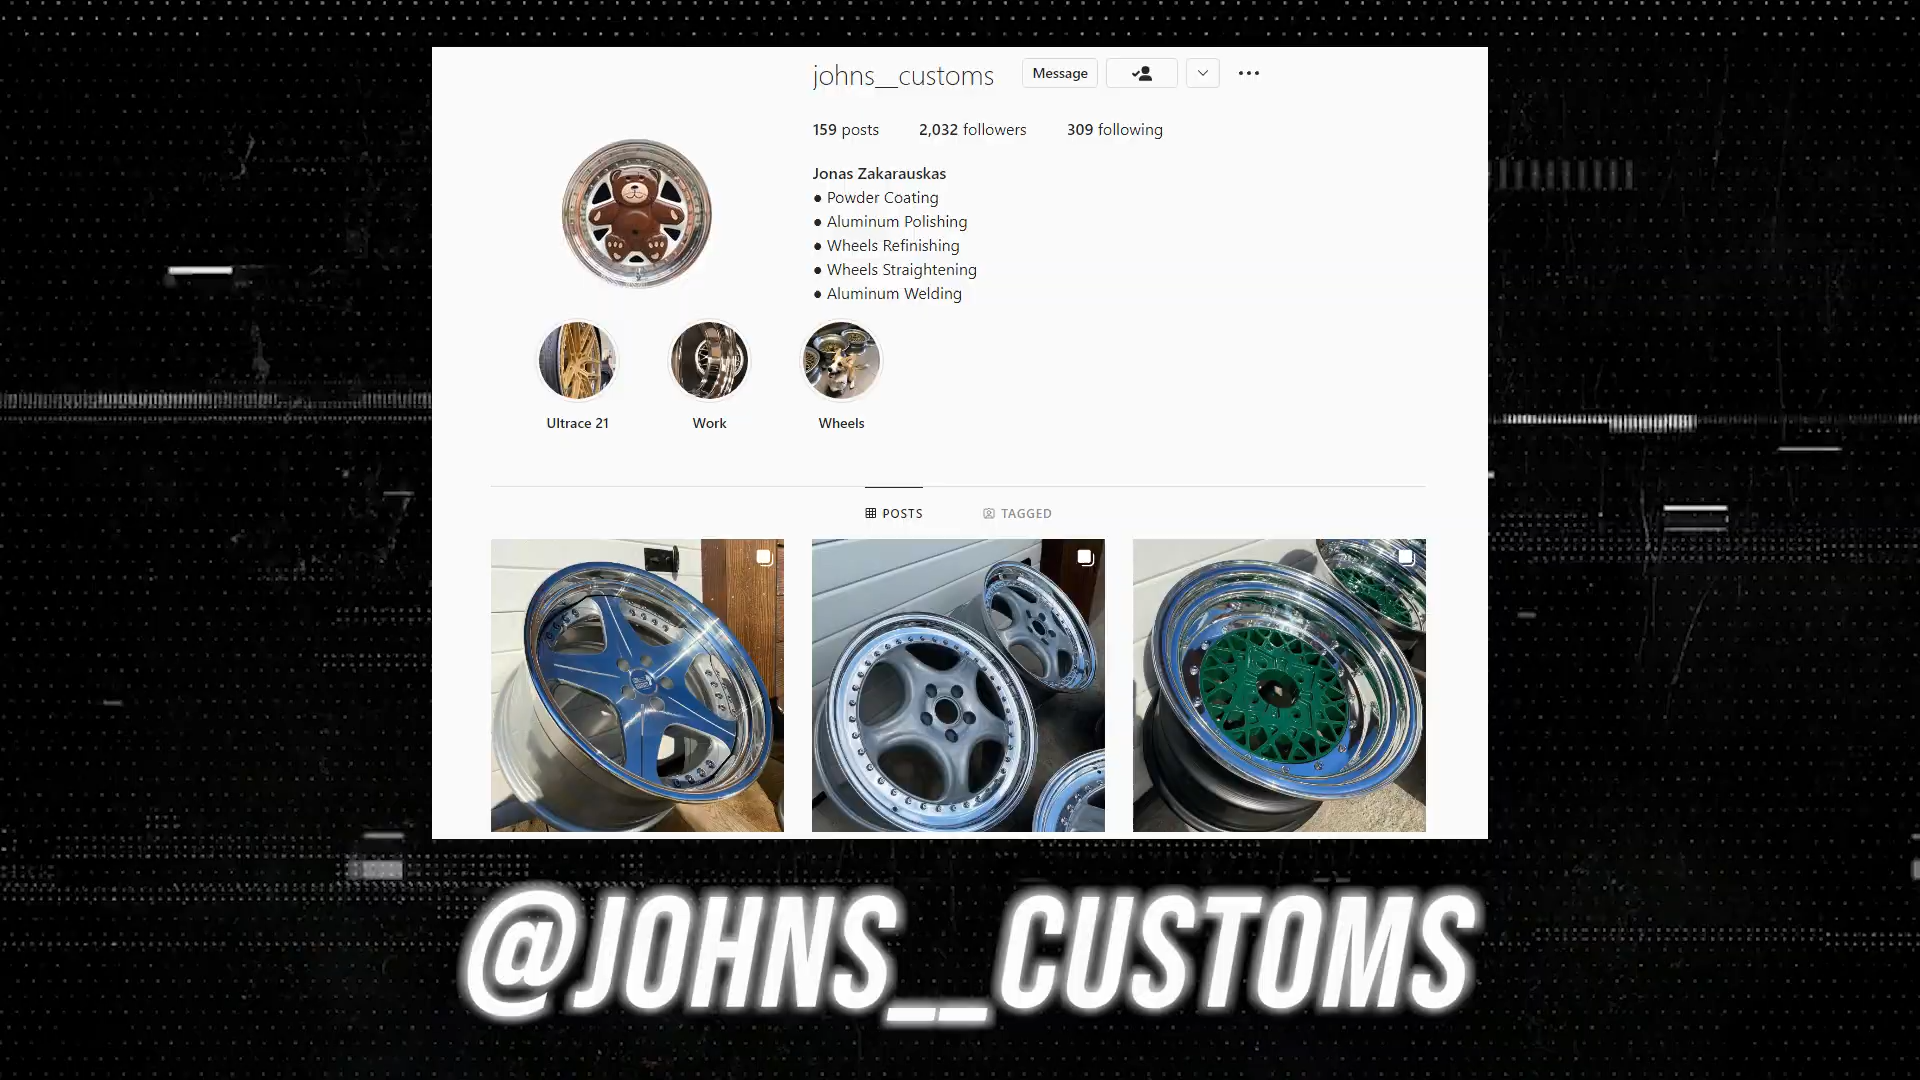 johns__customs Message
159 posts 2,032 followers 309 following
Jonas Zakarauskas
● Powder Coating
● Aluminum Polishing
● Wheels Refinishing
● Wheels Straightening
● Aluminum Welding
Ultrace 21 Work Wheels
POSTS TAGGED
@JOHNS__CUSTOMS